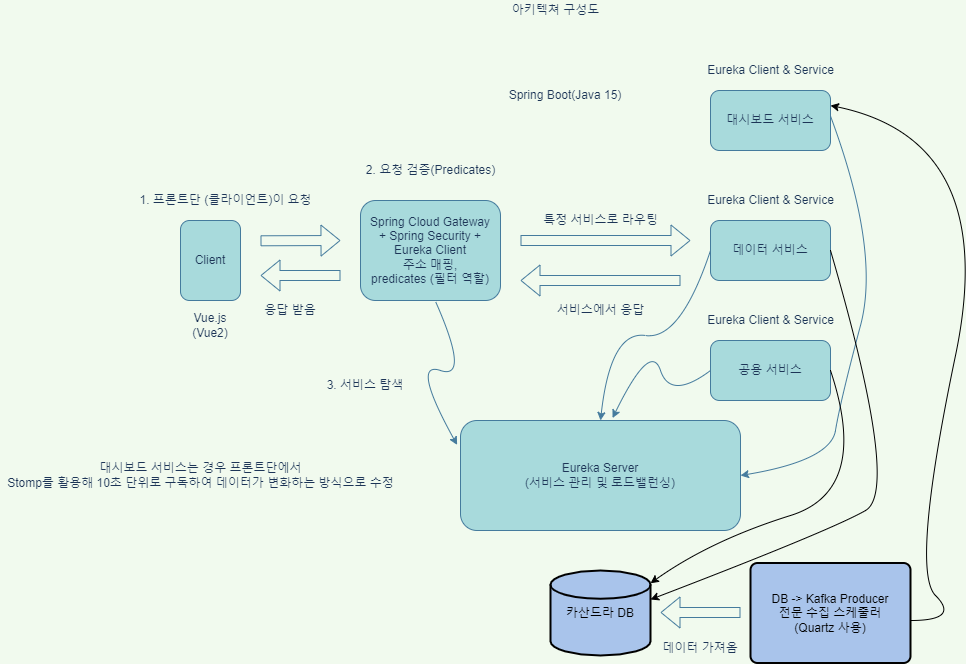 아키텍쳐 구성도
Eureka Client & Service
Spring Boot(Java 15)
대시보드 서비스
2. 요청 검증(Predicates)
1. 프론트단 (클라이언트)이 요청
Eureka Client & Service
Spring Cloud Gateway
+ Spring Security +
Eureka Client
주소 매핑,
predicates (필터 역할)
특정 서비스로 라우팅
데이터 서비스
Client
응답 받음
서비스에서 응답
Vue.js
(Vue2)
Eureka Client & Service
공용 서비스
3. 서비스 탐색
대시보드 서비스는 경우 프론트단에서
Stomp를 활용해 10초 단위로 구독하여 데이터가 변화하는 방식으로 수정
Eureka Server
(서비스 관리 및 로드밸런싱)
카산드라 DB
DB -> Kafka Producer
전문 수집 스케줄러
(Quartz 사용)
데이터 가져옴